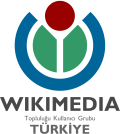 WIKIMEDIA
Topluluğu Kullanıcı Grubu
TÜRKİYE